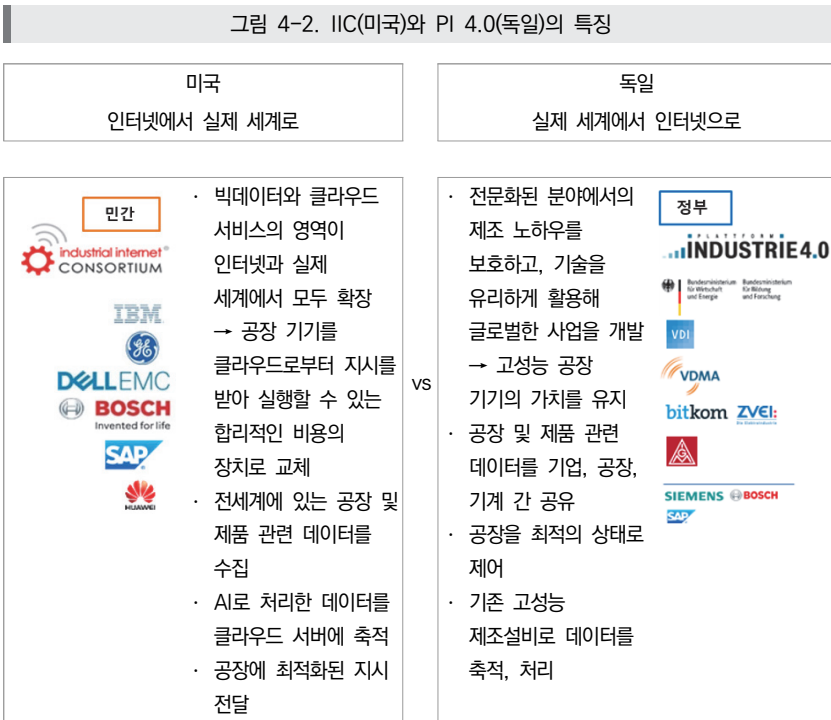 그림 4-2. IIC(미국)와 PI 4.0(독일)의 특징
미국
인터넷에서 실제 세계로
독일
실제 세계에서 인터넷으로
민간
industrial internet
CONSORTIUM
IBM
GE
DELLEMC
BOSCH
Invented for life
SAP
HUAWEI
· 빅데이터와 클라우드
서비스의 영역이
인터넷과 실제
세계에서 모두 확장
→ 공장 기기를
클라우드로부터 지시를
받아 실행할 수 있는
합리적인 비용의
장치로 교체
· 전세계에 있는 공장 및
제품 관련 데이터를
수집
· AI로 처리한 데이터를
클라우드 서버에 축적
· 공장에 최적화된 지시
전달
vs
· 전문화된 분야에서의
제조 노하우를
보호하고, 기술을
유리하게 활용해
글로벌한 사업을 개발
→ 고성능 공장
기기의 가치를 유지
· 공장 및 제품 관련
데이터를 기업, 공장,
기계 간 공유
· 공장을 최적의 상태로
제어
· 기존 고성능
제조설비로 데이터를
축적, 처리
정부
PLATTFORM
INDUSTRIE4.0
Bundesministerium
für Wirtschaft
und Energie
Bundesministerium
für Bildung
und Forschung
VDI
VDMA
bitkom ZVEI:
Die Elektroindustrie
SIEMENS BOSCH
SAP